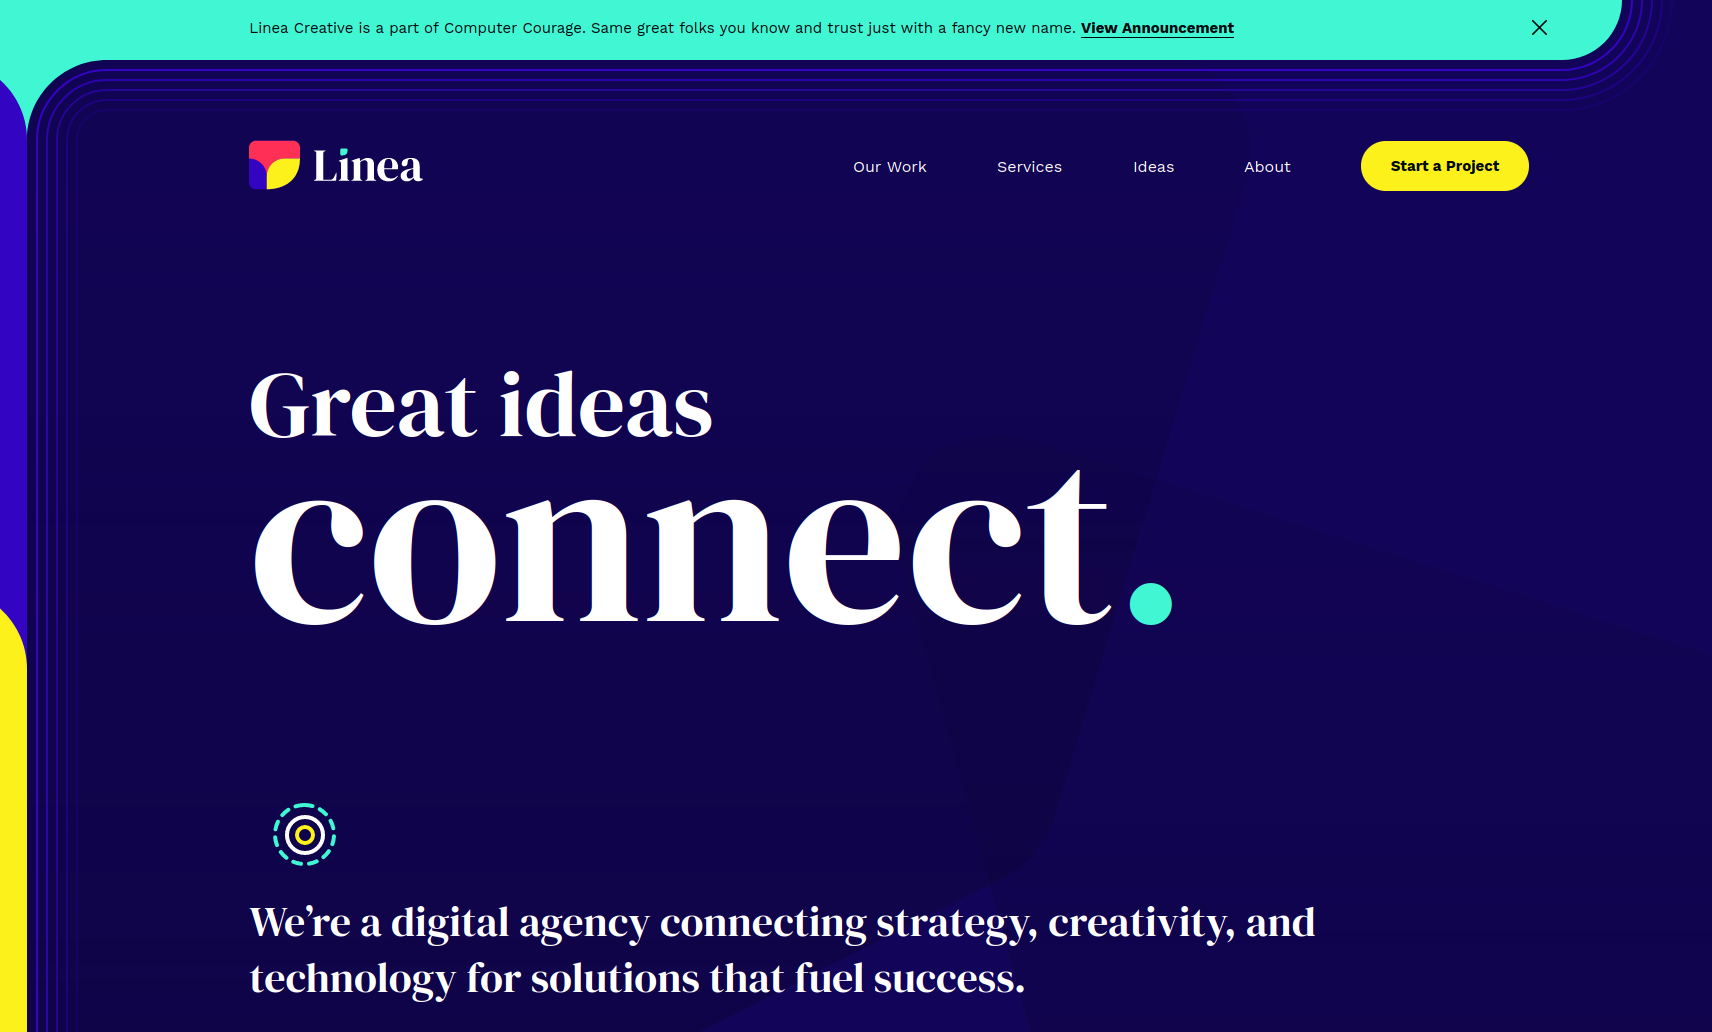 Linea Creative is a part of Computer Courage. Same great folks you know and trust just with a fancy new name. View Announcement
Linea
Our Work
Services
Ideas
About
Start a Project
Great ideas
connect.
We’re a digital agency connecting strategy, creativity, and
technology for solutions that fuel success.